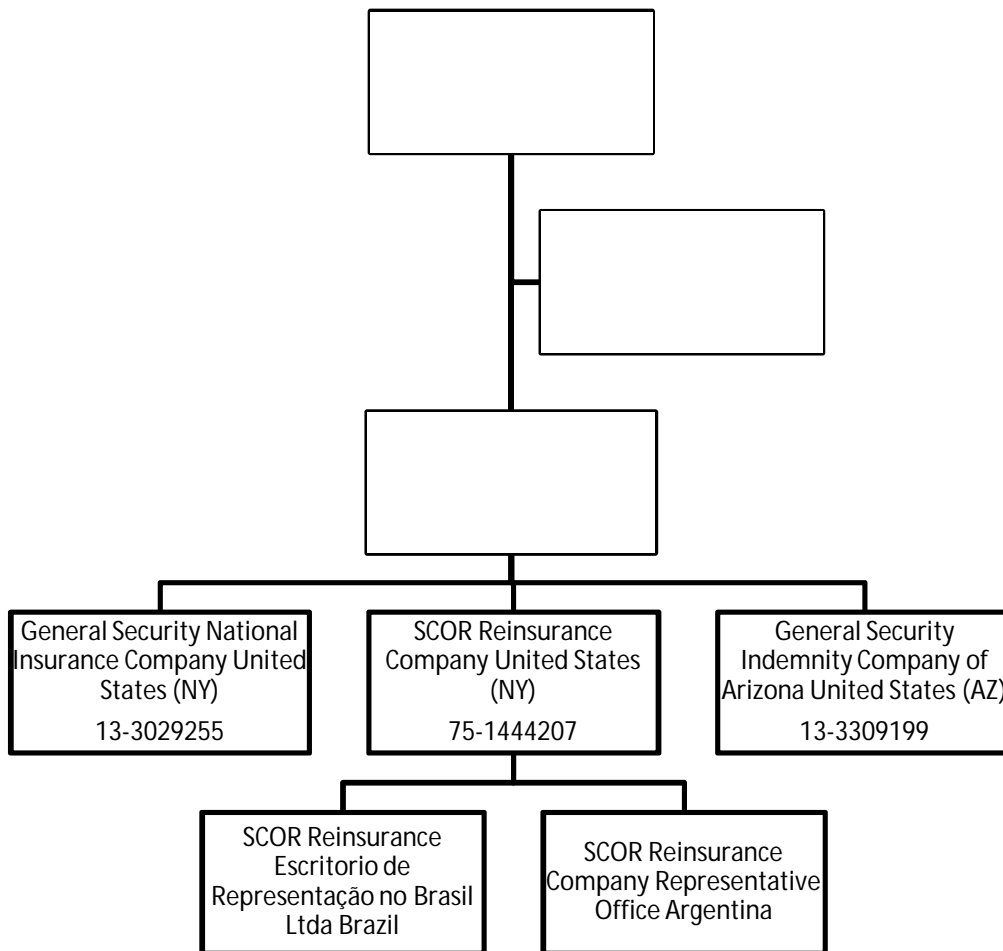 General Security National
Insurance Company United
States (NY)
13-3029255
SCOR Reinsurance
Company United States
(NY)
75-1444207
General Security
Indemnity Company of
Arizona United States (AZ)
13-3309199
SCOR Reinsurance
Escritorio de
Representação no Brasil
Ltda Brazil
SCOR Reinsurance
Company Representative
Office Argentina